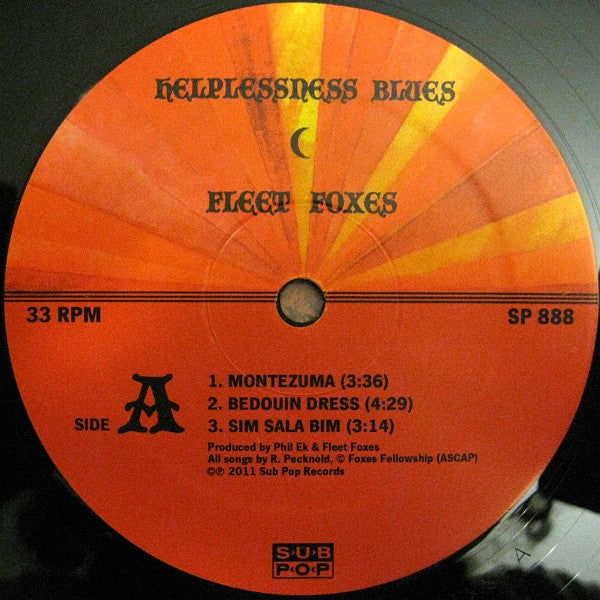 HELPLESSNESS BLUES
FLEET FOXES
33 RPM
SP 888
SIDE A
1. MONTEZUMA (3:36)
2. BEDOUIN DRESS (4:29)
3. SIM SALA BIM (3:14)
Produced by Phil Ek & Fleet Foxes
All songs by R. Pecknold, © Foxes Fellowship (ASCAP)
©℗ 2011 Sub Pop Records
SUB
POP
A